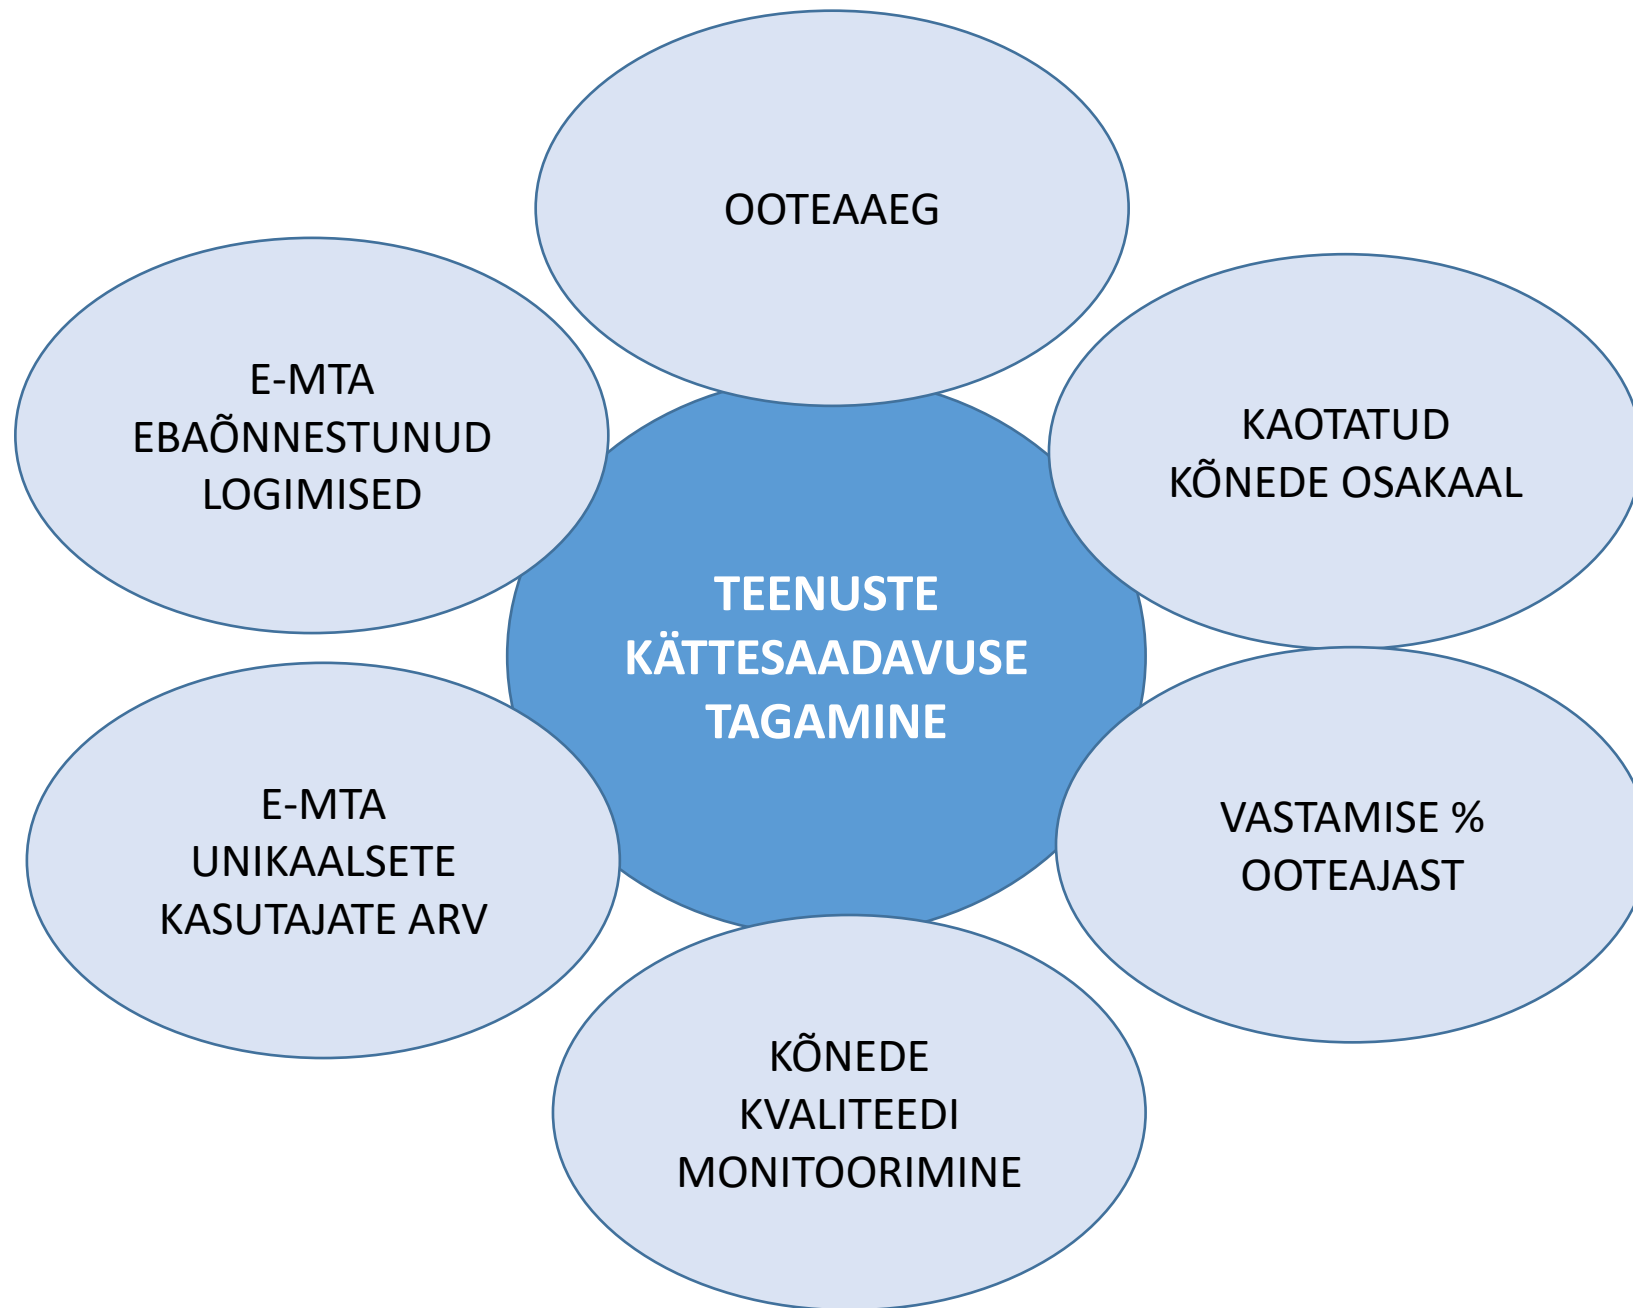 OOTEAAEG
E-MTA
EBAÕNNESTUNUD
LOGIMISED
KAOTATUD
KÕNEDE OSAKAAL
TEENUSTE
KÄTTESAADAVUSE
TAGAMINE
E-MTA
UNIKAALSETE
KASUTAJATE ARV
VASTAMISE %
OOTEAJAST
KÕNEDE
KVALITEEDI
MONITOORIMINE